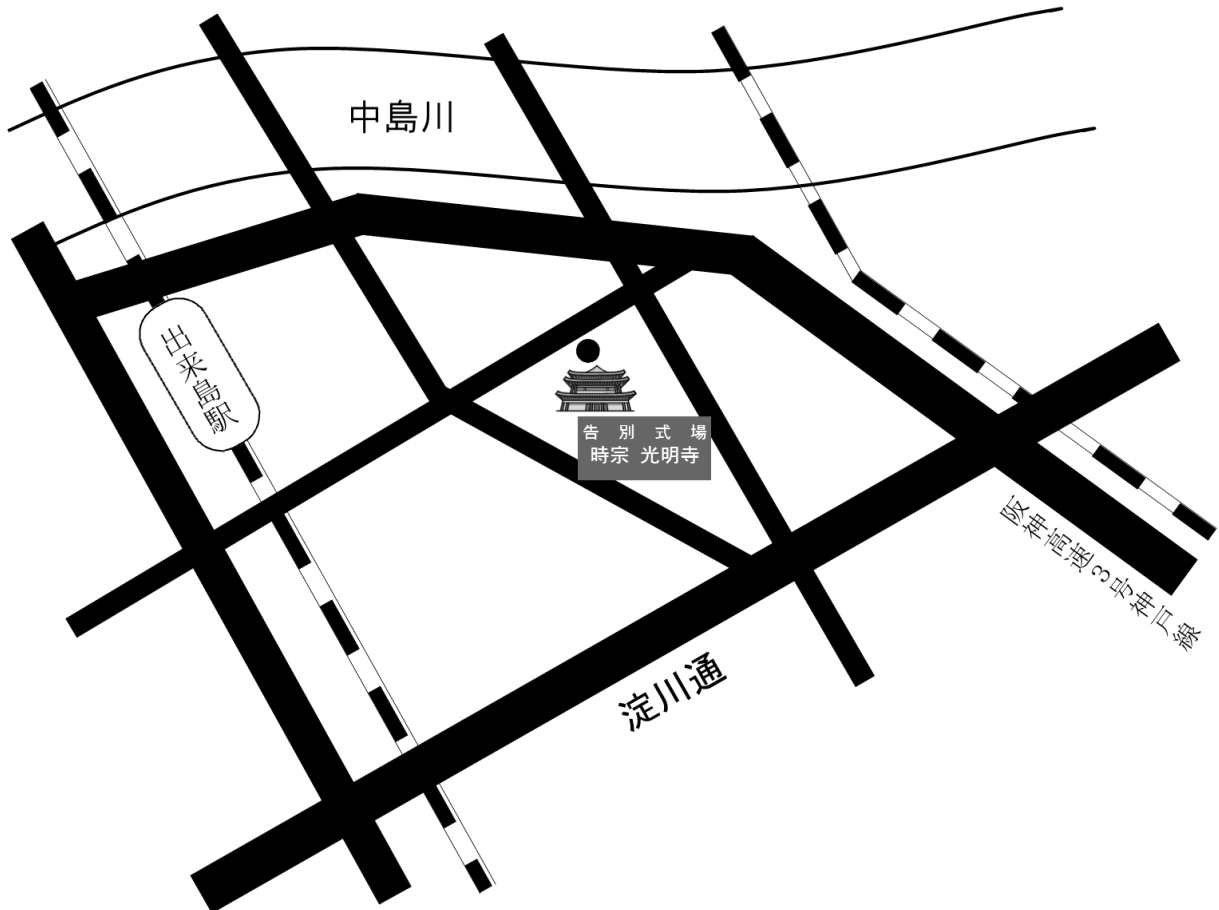 中島川
出来島駅
告別式場
時宗 光明寺
阪神高速3号神戸線
淀川通